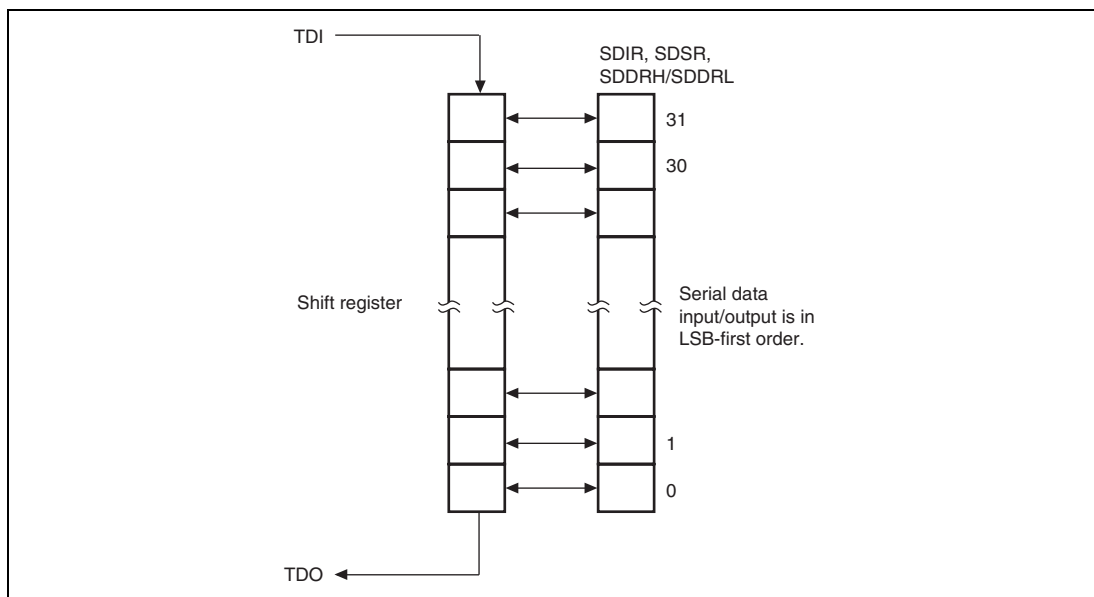 TDI
SDIR, SDSR,
SDDRH/SDDRL
31
30
Shift register
Serial data
input/output is in
LSB-first order.
1
0
TDO